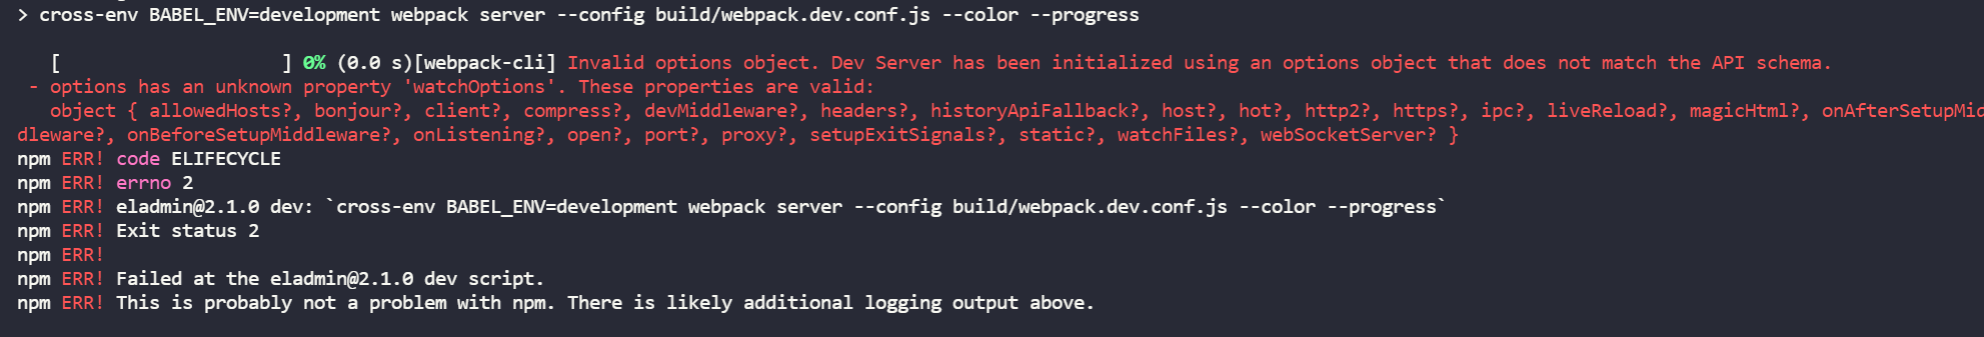 > cross-env BABEL_ENV=development webpack server --config build/webpack.dev.conf.js --color --progress
[                    ] 0% (0.0 s)[webpack-cli] Invalid options object. Dev Server has been initialized using an options object that does not match the API schema.
- options has an unknown property 'watchOptions'. These properties are valid:
object { allowedHosts?, bonjour?, client?, compress?, devMiddleware?, headers?, historyApiFallback?, host?, hot?, http2?, https?, ipc?, liveReload?, magicHtml?, onAfterSetupMid
dleware?, onBeforeSetupMiddleware?, onListening?, open?, port?, proxy?, setupExitSignals?, static?, watchFiles?, webSocketServer? }
npm ERR! code ELIFECYCLE
npm ERR! errno 2
npm ERR! eladmin@2.1.0 dev: `cross-env BABEL_ENV=development webpack server --config build/webpack.dev.conf.js --color --progress`
npm ERR! Exit status 2
npm ERR!
npm ERR! Failed at the eladmin@2.1.0 dev script.
npm ERR! This is probably not a problem with npm. There is likely additional logging output above.